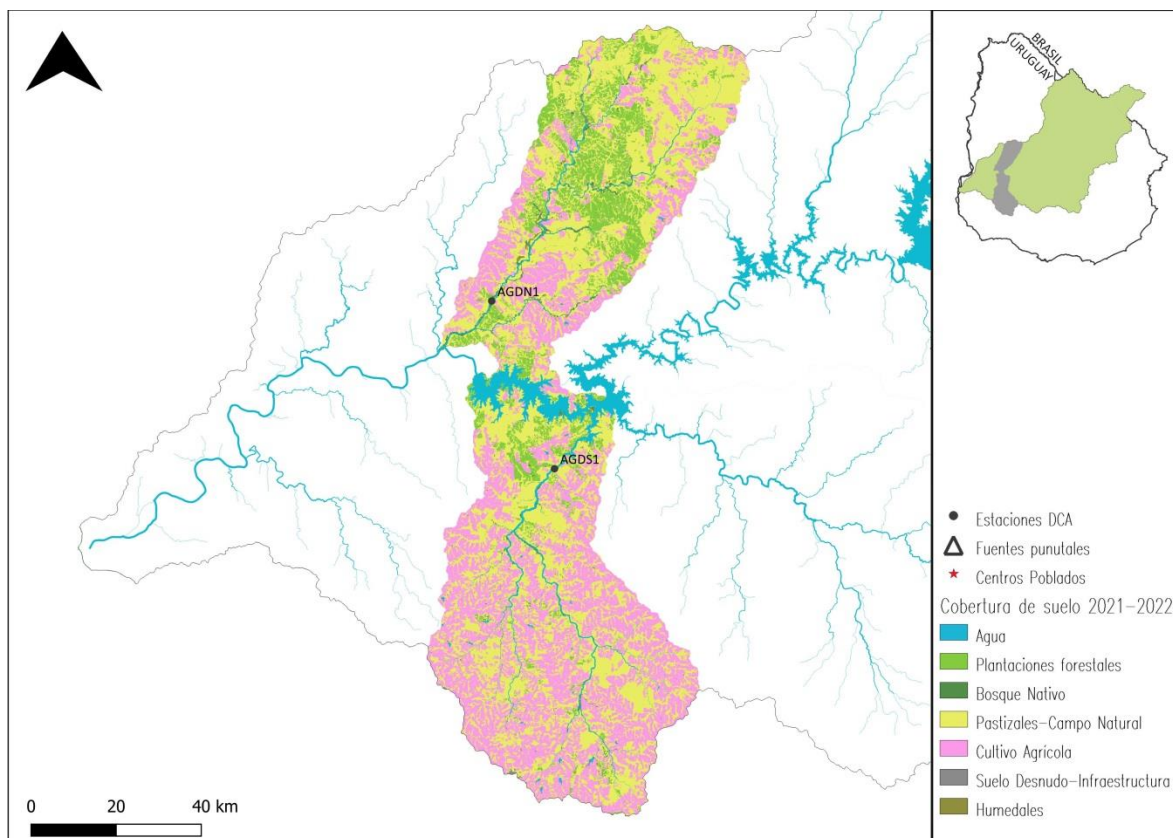 BRASIL
URUGUAY
AGDN1
AGDS1
Estaciones DCA
Fuentes punutales
Centros Poblados
Cobertura de suelo 2021-2022
Agua
Plantaciones forestales
Bosque Nativo
Pastizales-Campo Natural
Cultivo Agrícola
Suelo Desnudo-Infraestructura
Humedales
0 20 40 km